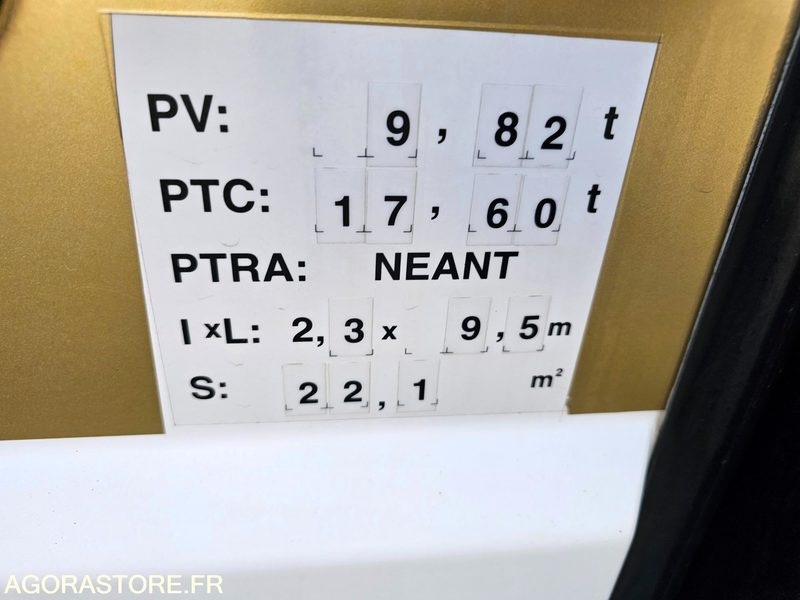 PV: 9,82 t
PTC: 17,60 t
PTRA: NEANT
l xL: 2,3 x 9,5 m
S: 22,1 m²
AGORASTORE.FR